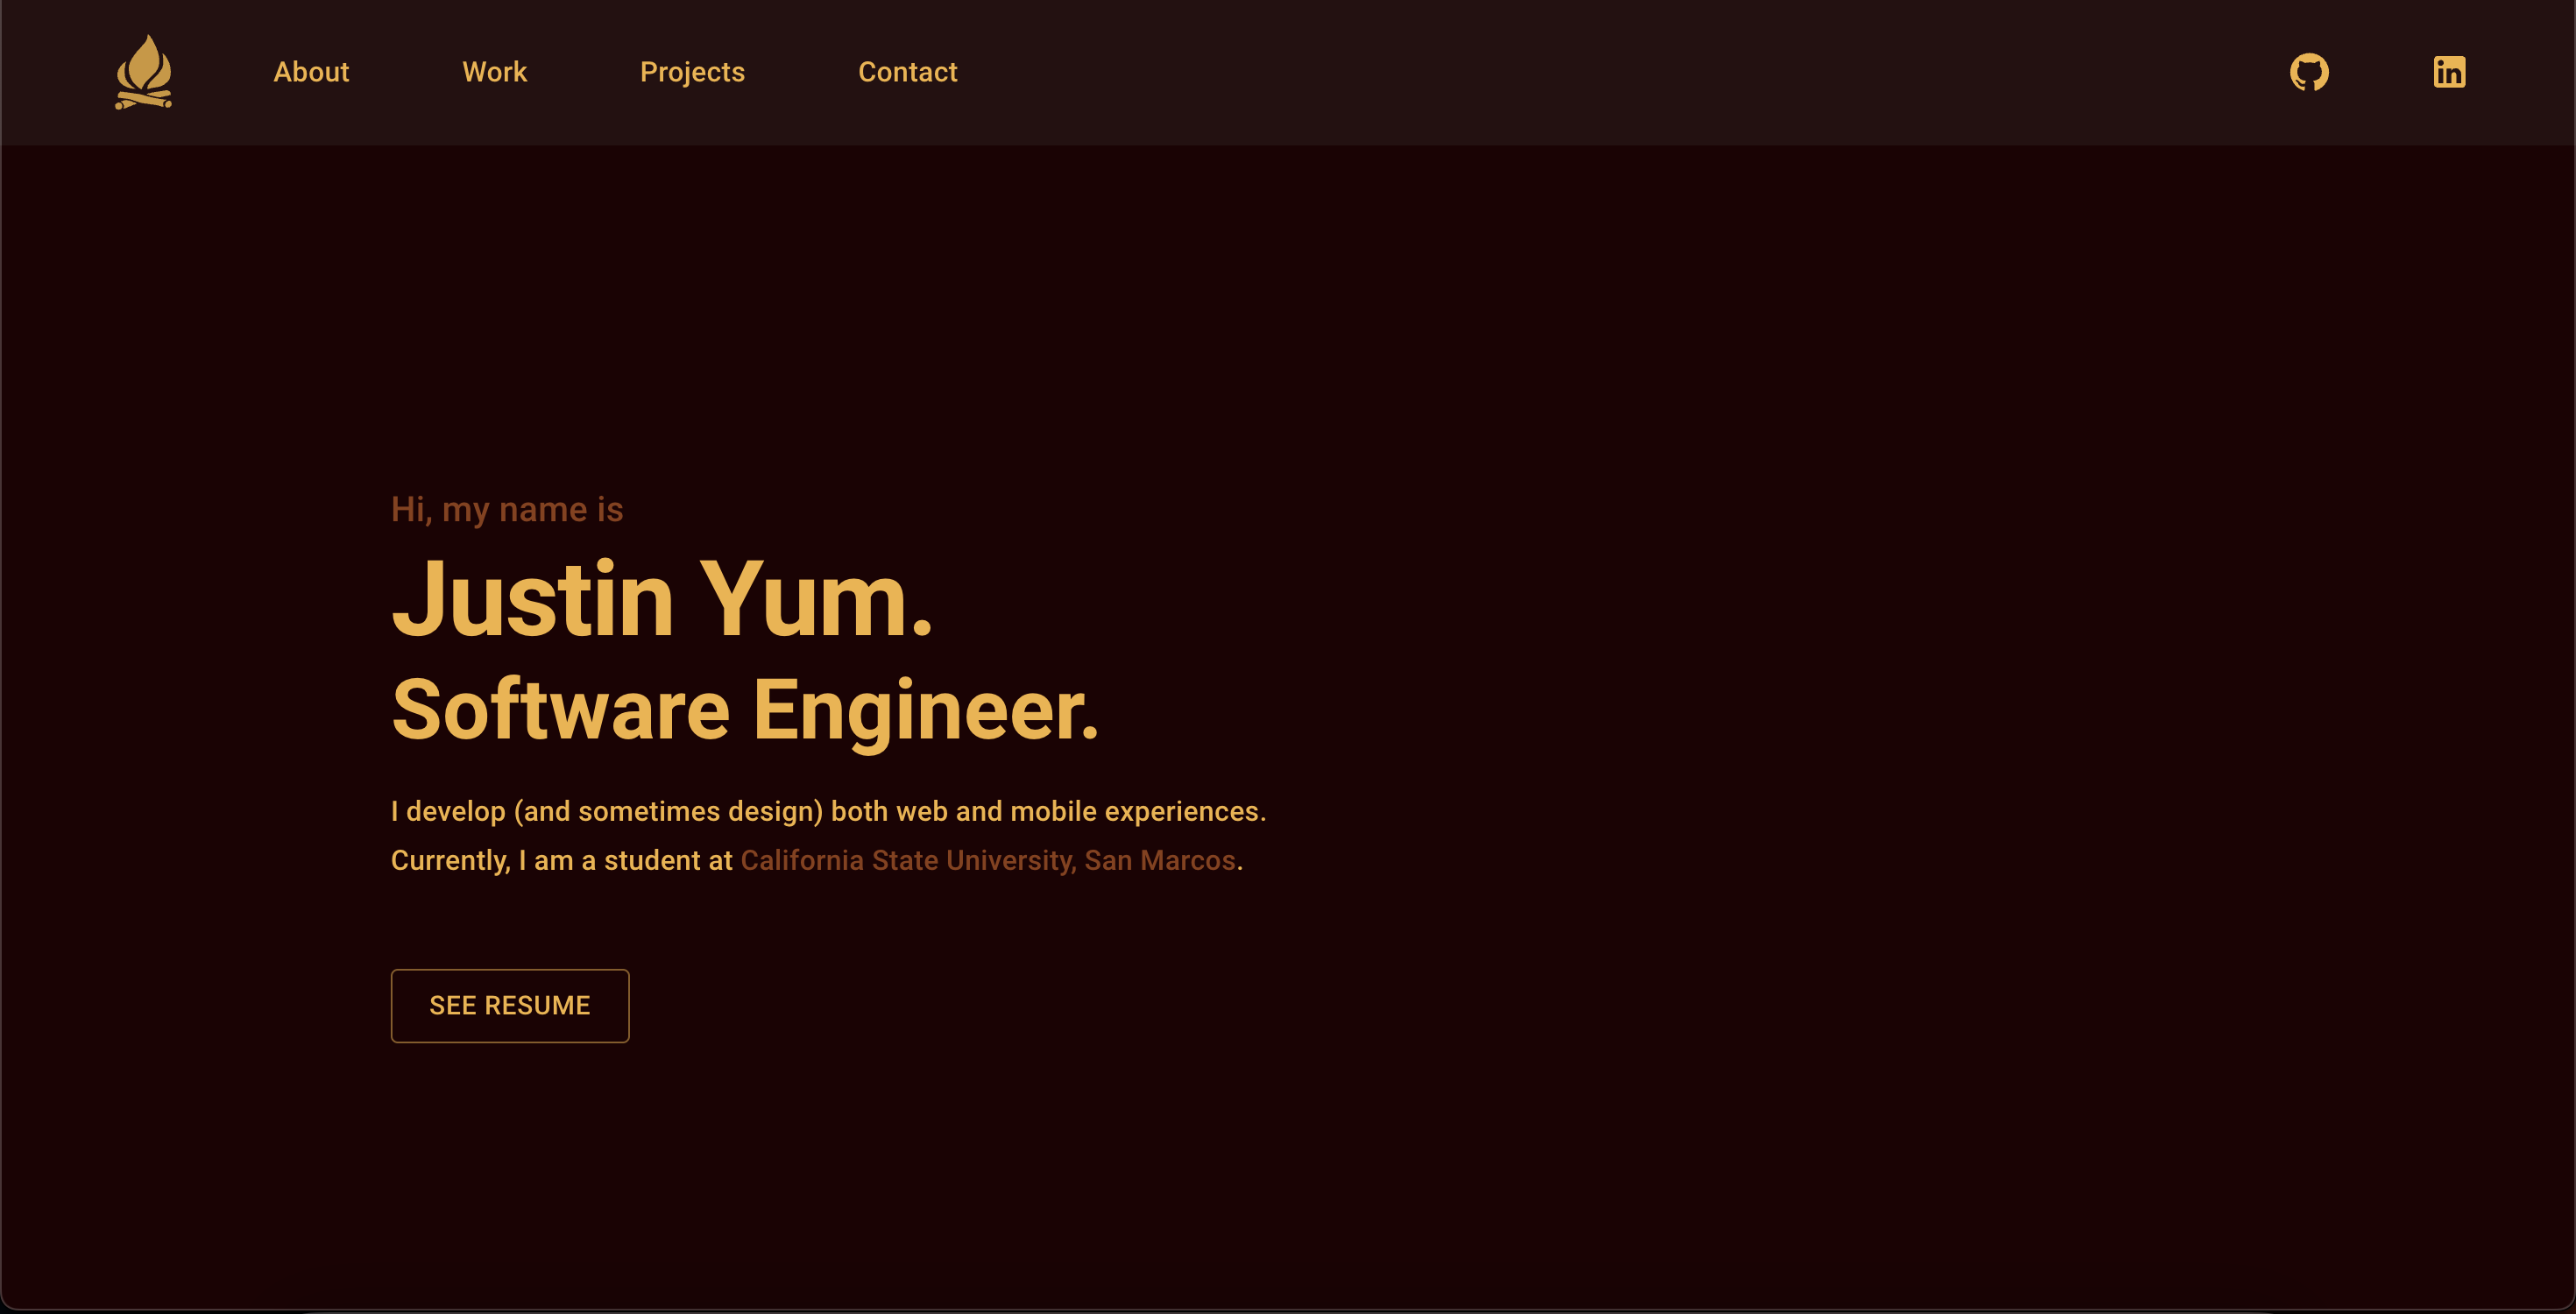 About Work Projects Contact
Hi, my name is
Justin Yum.
Software Engineer.
I develop (and sometimes design) both web and mobile experiences.
Currently, I am a student at California State University, San Marcos.
SEE RESUME